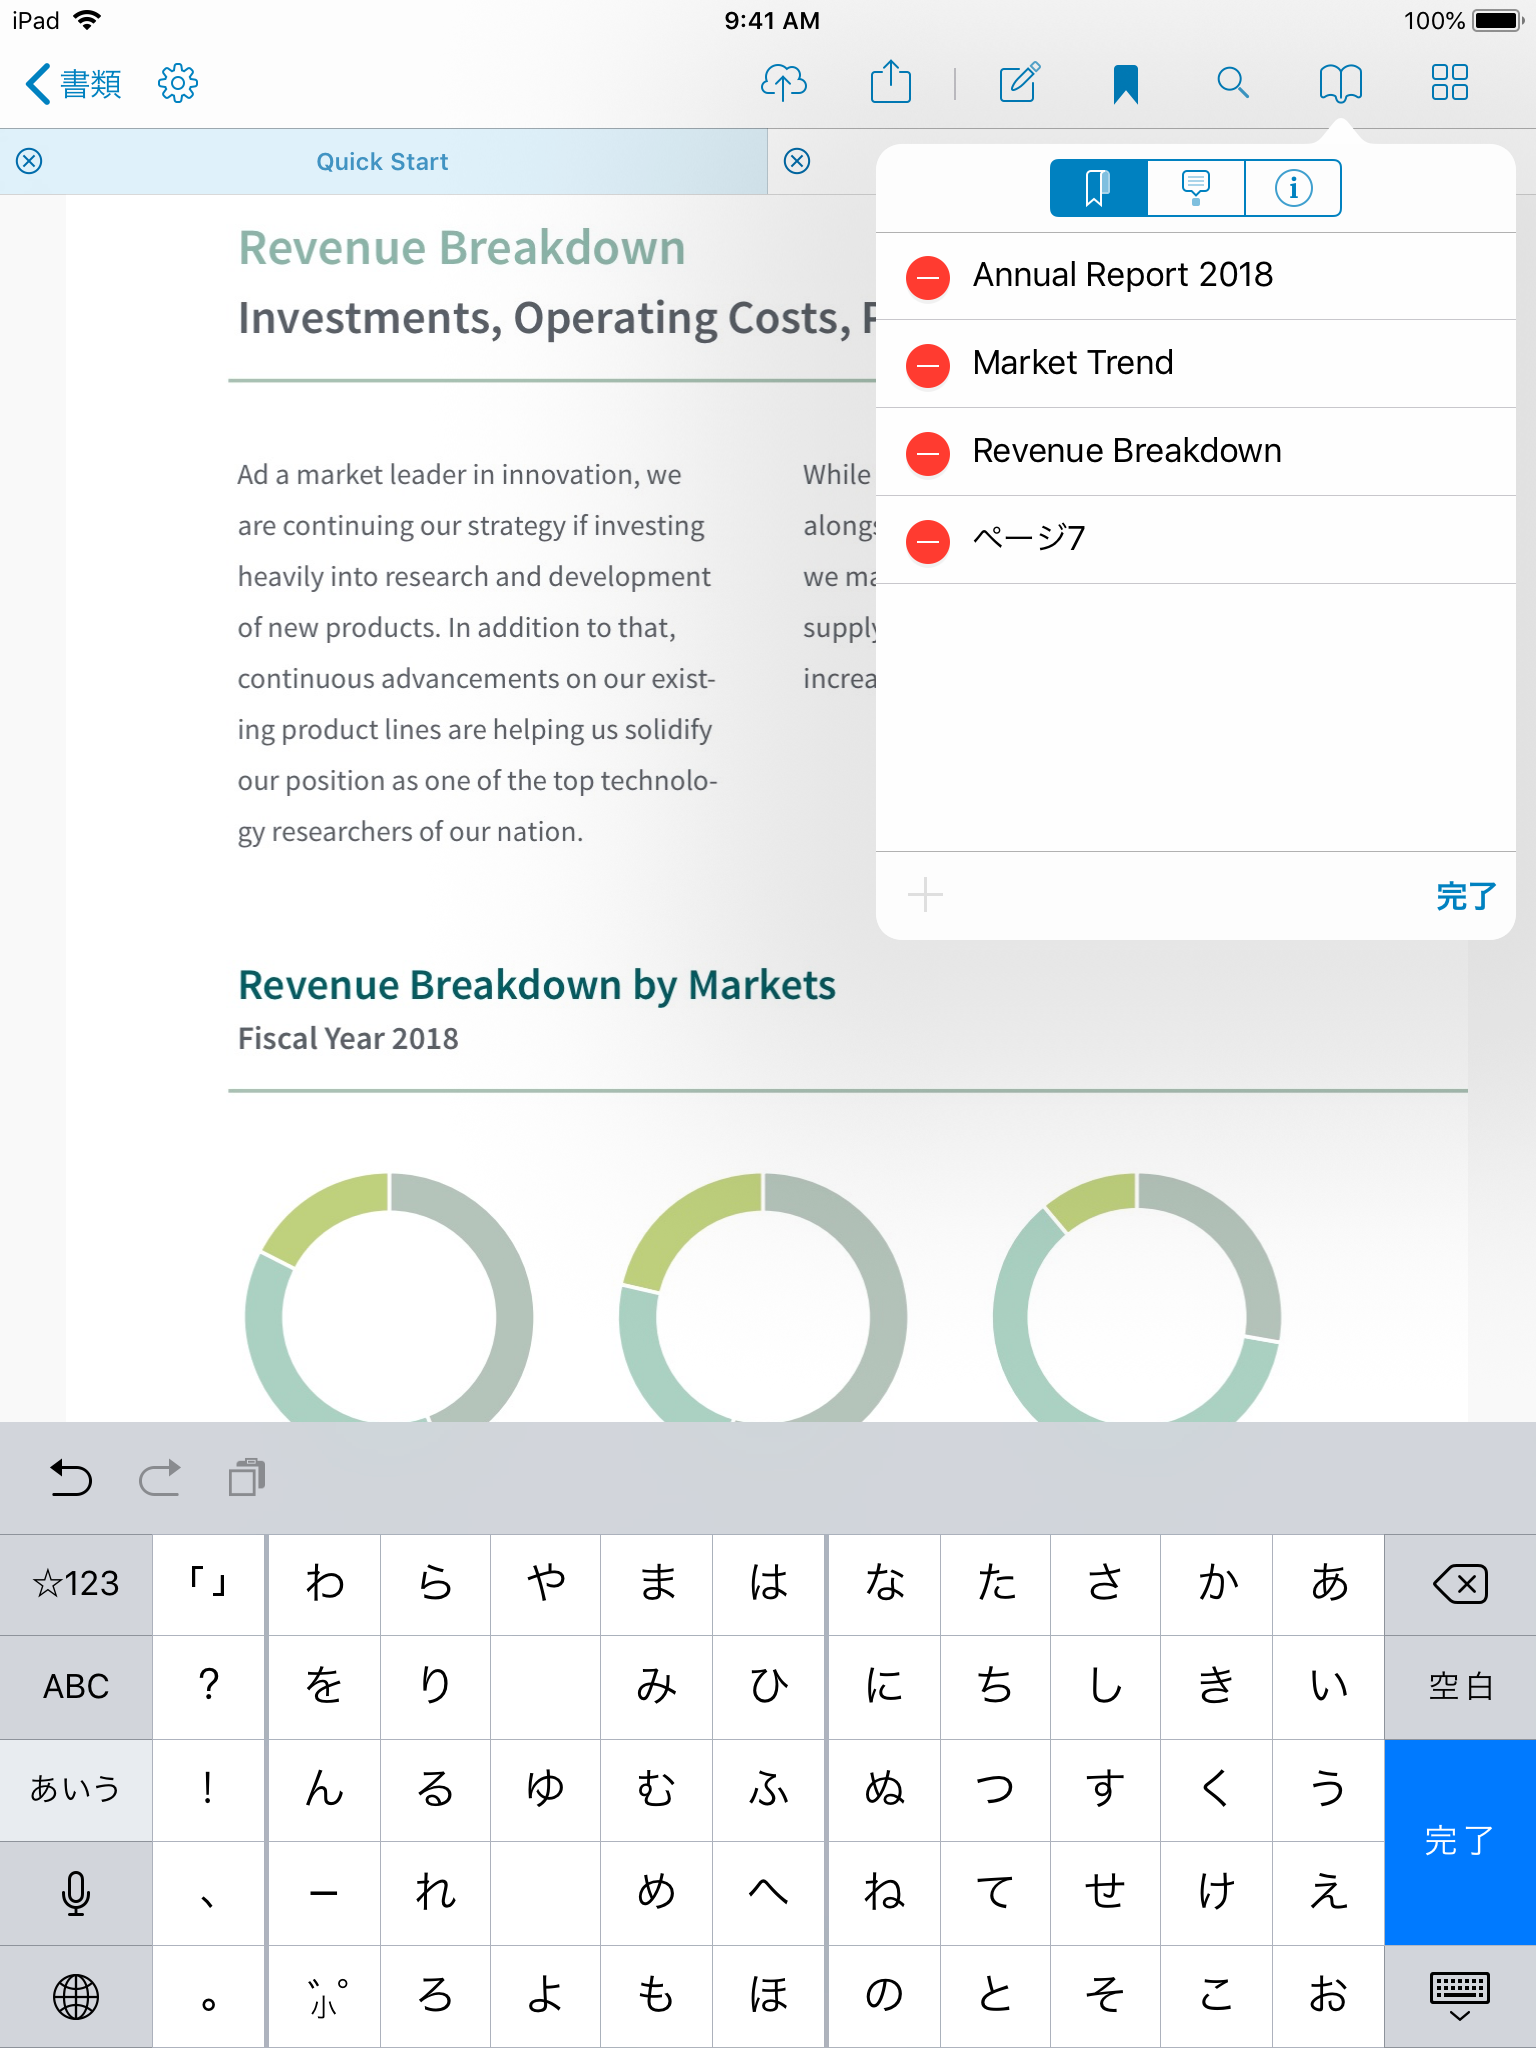 iPad 9:41 AM 100%
書類
Quick Start
Annual Report 2018
Market Trend
Revenue Breakdown
ページ7
完了
Revenue Breakdown
Investments, Operating Costs,
Ad a market leader in innovation, we
are continuing our strategy if investing
heavily into research and development
of new products. In addition to that,
continuous advancements on our exist-
ing product lines are helping us solidify
our position as one of the top technolo-
gy researchers of our nation.
While
alongs
we ma
supply
increa
Revenue Breakdown by Markets
Fiscal Year 2018
☆123 「」 わ ら や ま は な た さ か あ
ABC ? を り み ひ に ち し き い 空白
あいう ! ん る ゆ む ふ ぬ つ す く う 完了
、 ー れ め へ ね て せ け え
。 ゛゜小 ろ よ も ほ の と そ こ お